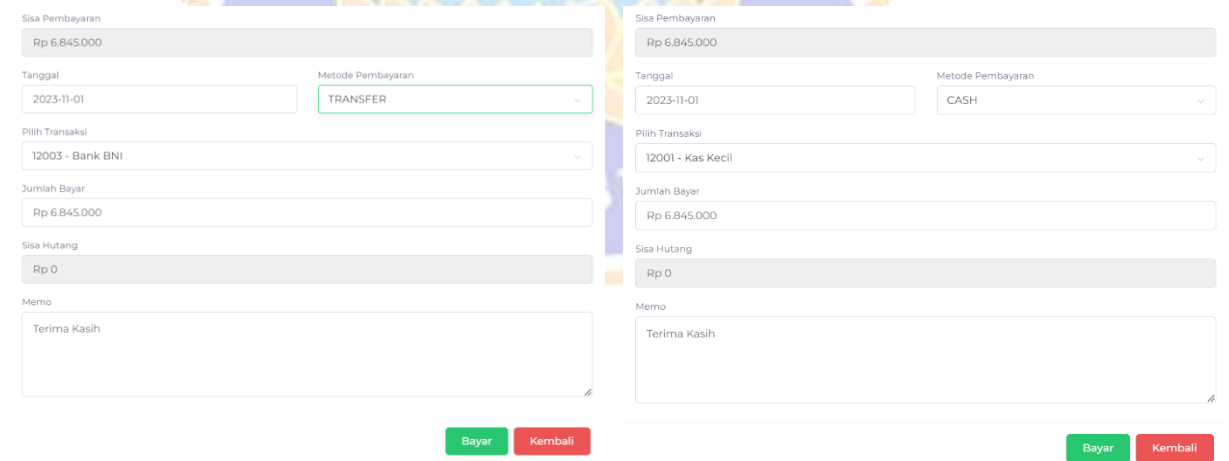 Sisa Pembayaran
Rp 6.845.000
Tanggal
Metode Pembayaran
2023-11-01
TRANSFER
Pilih Transaksi
12003 - Bank BNI
Jumlah Bayar
Rp 6.845.000
Sisa Hutang
Rp 0
Memo
Terima Kasih
Bayar
Kembali
Sisa Pembayaran
Rp 6.845.000
Tanggal
Metode Pembayaran
2023-11-01
CASH
Pilih Transaksi
12001 - Kas Kecil
Jumlah Bayar
Rp 6.845.000
Sisa Hutang
Rp 0
Memo
Terima Kasih
Bayar
Kembali